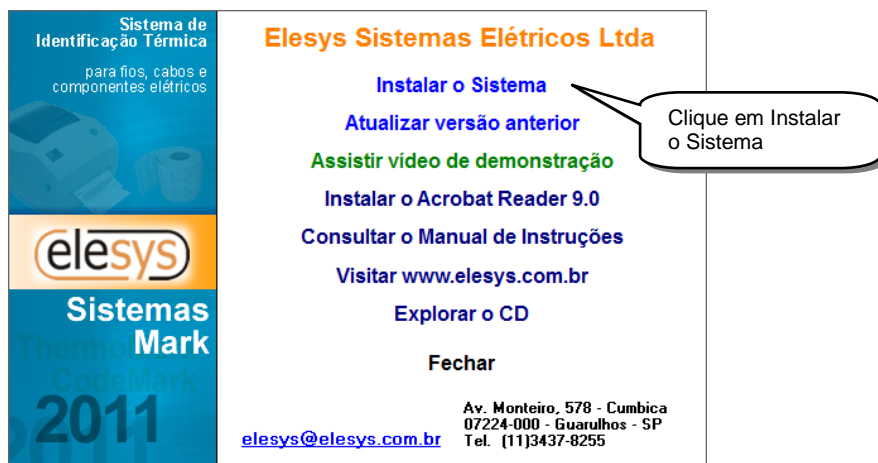 Sistema de
Identificação Térmica
para fios, cabos e
componentes elétricos
elesys
Sistemas
Mark
CodeMark
2011
Elesys Sistemas Elétricos Ltda
Instalar o Sistema
Atualizar versão anterior
Assistir vídeo de demonstração
Instalar o Acrobat Reader 9.0
Consultar o Manual de Instruções
Visitar www.elesys.com.br
Explorar o CD
Fechar
elesys@elesys.com.br
Av. Monteiro, 578 - Cumbica
07224-000 - Guarulhos - SP
Tel. (11)3437-8255
Clique em Instalar
o Sistema